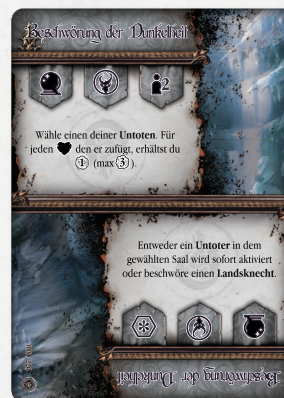 Beschwörung der Dunkelheit
2
Wähle einen deiner Untoten. Für
jeden den er zufügt, erhältst du
1 (max 3).
Entweder ein Untoter in dem
gewählten Saal wird sofort aktiviert
oder beschwöre einen Landsknecht.
Beschwörung der Dunkelheit